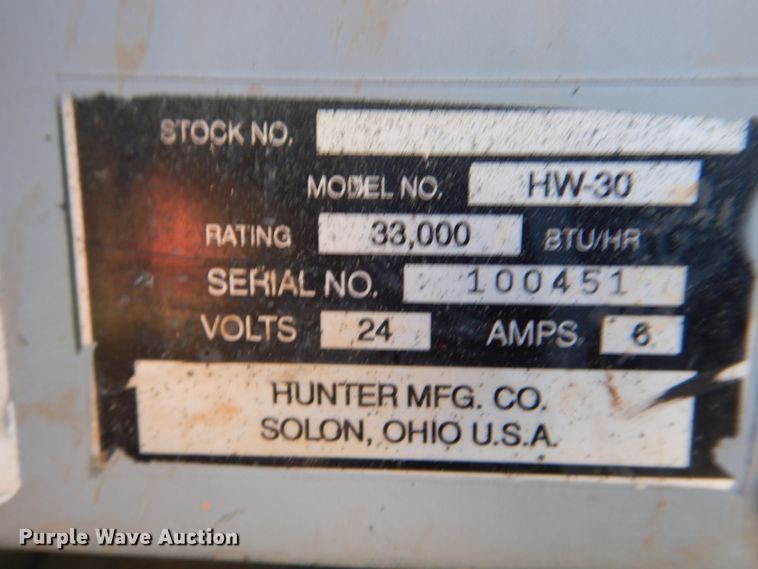 STOCK NO.
MODEL NO. HW-30
RATING 33,000 BTU/HR
SERIAL NO. 100451
VOLTS 24 AMPS 6
HUNTER MFG. CO.
SOLON, OHIO U.S.A.
Purple Wave Auction